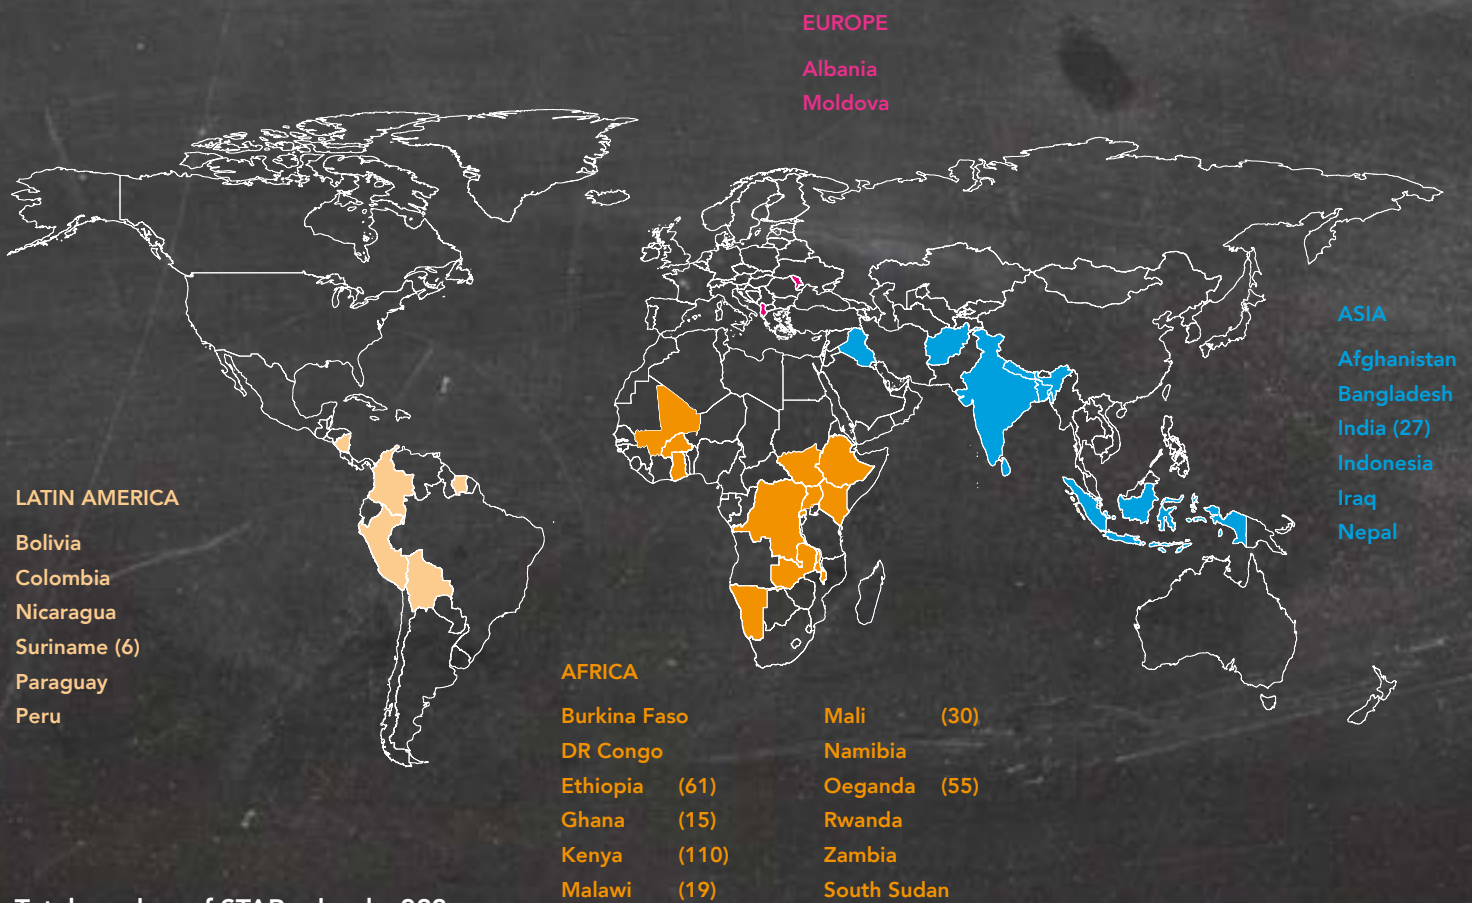 EUROPE
Albania
Moldova
ASIA
Afghanistan
Bangladesh
India (27)
Indonesia
Iraq
Nepal
LATIN AMERICA
Bolivia
Colombia
Nicaragua
Suriname (6)
Paraguay
Peru
AFRICA
Burkina Faso
DR Congo
Ethiopia (61)
Ghana (15)
Kenya (110)
Malawi (19)
Mali (30)
Namibia
Oeganda (55)
Rwanda
Zambia
South Sudan